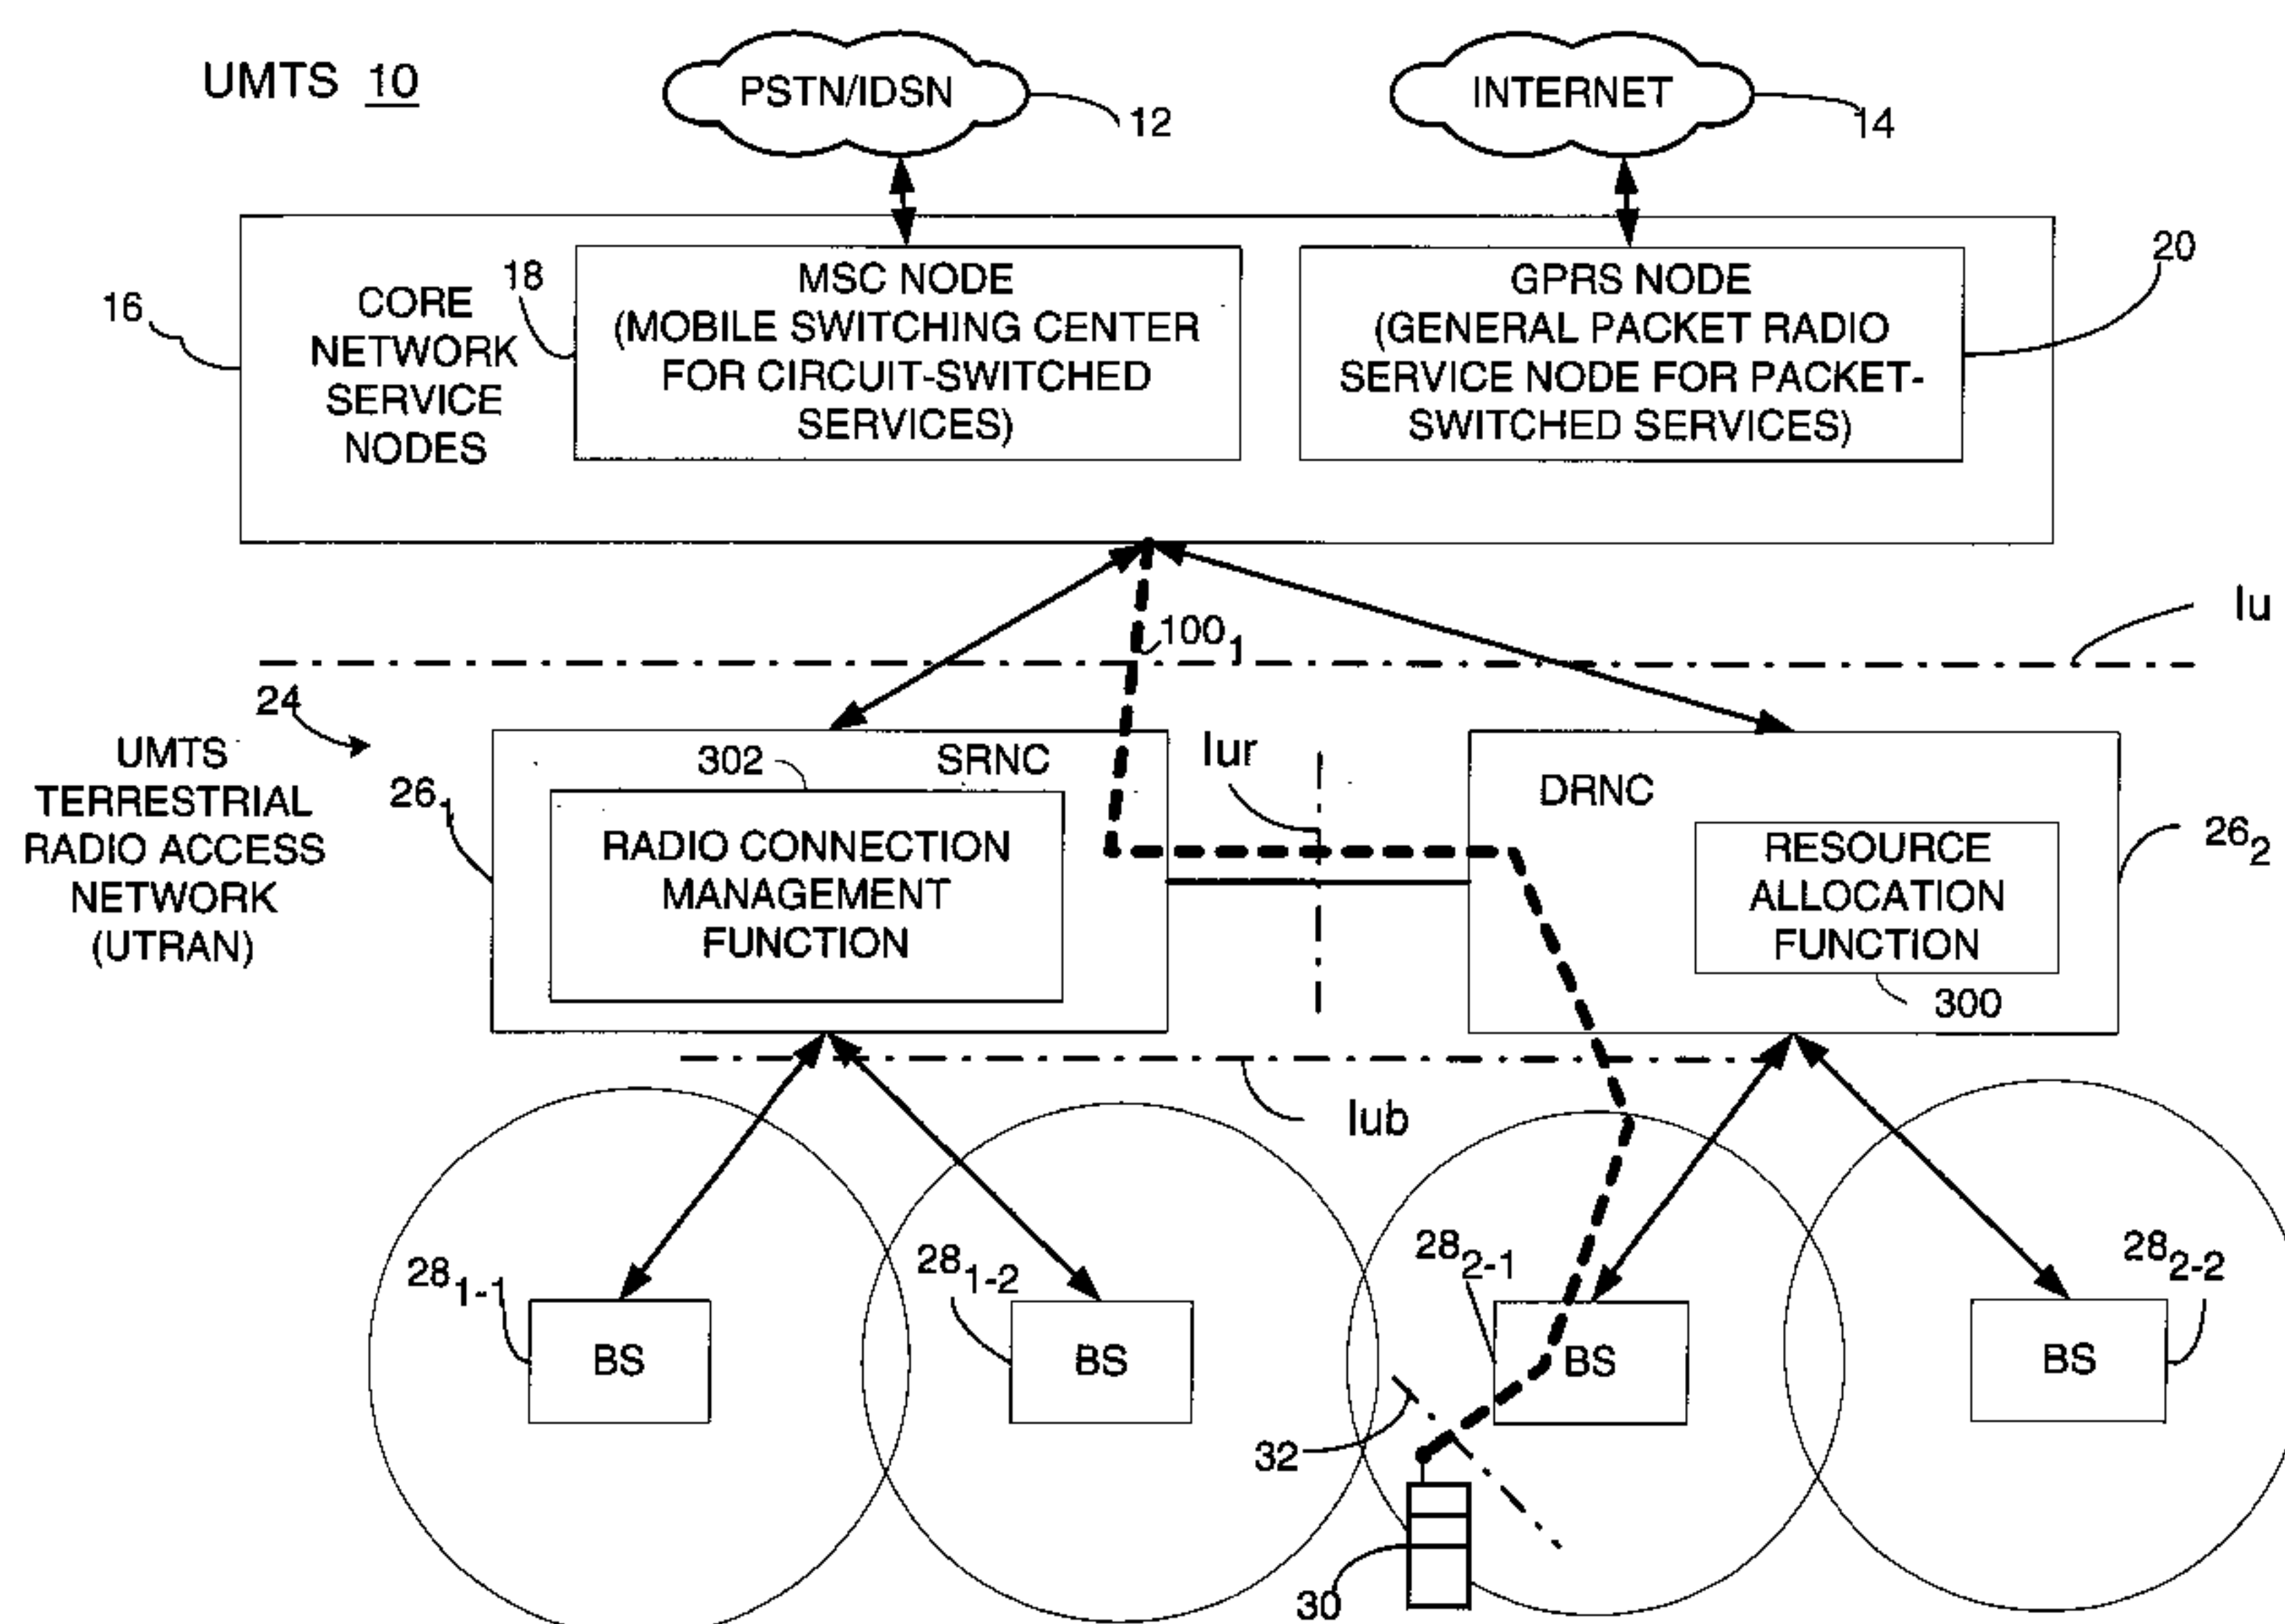 UMTS 10
PSTN/IDSN
12
INTERNET
14
16
CORE
NETWORK
SERVICE
NODES
18
MSC NODE
(MOBILE SWITCHING CENTER
FOR CIRCUIT-SWITCHED
SERVICES)
GPRS NODE
(GENERAL PACKET RADIO
SERVICE NODE FOR PACKET-
SWITCHED SERVICES)
20
Iu
100₁
24
UMTS
TERRESTRIAL
RADIO ACCESS
NETWORK
(UTRAN)
26₁
302
SRNC
RADIO CONNECTION
MANAGEMENT
FUNCTION
Iur
DRNC
RESOURCE
ALLOCATION
FUNCTION
300
26₂
Iub
28₁₋₁
BS
28₁₋₂
BS
28₂₋₁
BS
28₂₋₂
BS
32
30